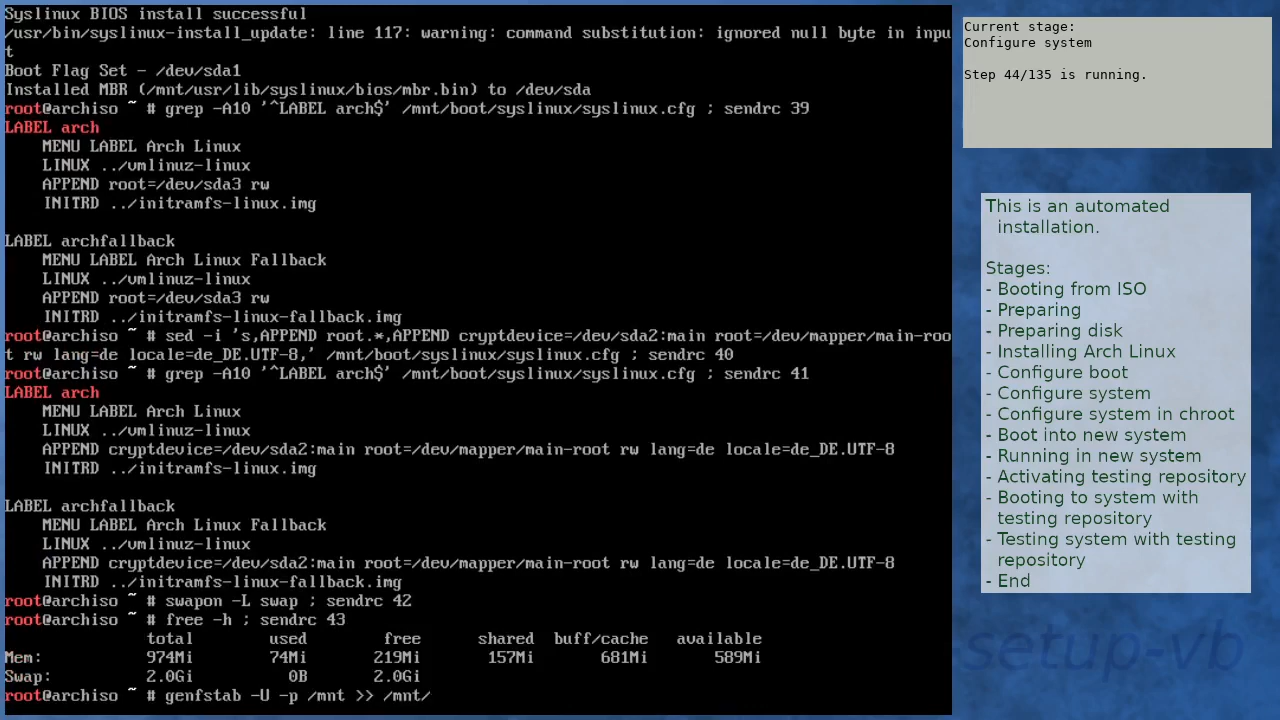 Syslinux BIOS install successful
/usr/bin/syslinux-install_update: line 117: warning: command substitution: ignored null byte in inpu
t
Boot Flag Set - /dev/sda1
Installed MBR (/mnt/usr/lib/syslinux/bios/mbr.bin) to /dev/sda
root@archiso ~ # grep -A10 '^LABEL arch$' /mnt/boot/syslinux/syslinux.cfg ; sendrc 39
LABEL arch
    MENU LABEL Arch Linux
    LINUX ../vmlinuz-linux
    APPEND root=/dev/sda3 rw
    INITRD ../initramfs-linux.img

LABEL archfallback
    MENU LABEL Arch Linux Fallback
    LINUX ../vmlinuz-linux
    APPEND root=/dev/sda3 rw
    INITRD ../initramfs-linux-fallback.img
root@archiso ~ # sed -i 's,APPEND root.*,APPEND cryptdevice=/dev/sda2:main root=/dev/mapper/main-roo
t rw lang=de locale=de_DE.UTF-8,' /mnt/boot/syslinux/syslinux.cfg ; sendrc 40
root@archiso ~ # grep -A10 '^LABEL arch$' /mnt/boot/syslinux/syslinux.cfg ; sendrc 41
LABEL arch
    MENU LABEL Arch Linux
    LINUX ../vmlinuz-linux
    APPEND cryptdevice=/dev/sda2:main root=/dev/mapper/main-root rw lang=de locale=de_DE.UTF-8
    INITRD ../initramfs-linux.img

LABEL archfallback
    MENU LABEL Arch Linux Fallback
    LINUX ../vmlinuz-linux
    APPEND cryptdevice=/dev/sda2:main root=/dev/mapper/main-root rw lang=de locale=de_DE.UTF-8
    INITRD ../initramfs-linux-fallback.img
root@archiso ~ # swapon -L swap ; sendrc 42
root@archiso ~ # free -h ; sendrc 43
               total        used        free      shared  buff/cache   available
Mem:           974Mi        74Mi       219Mi       157Mi       681Mi       589Mi
Swap:          2.0Gi          0B       2.0Gi
root@archiso ~ # genfstab -U -p /mnt >> /mnt/
Current stage:
Configure system

Step 44/135 is running.
This is an automated
installation.

Stages:
- Booting from ISO
- Preparing
- Preparing disk
- Installing Arch Linux
- Configure boot
- Configure system
- Configure system in chroot
- Boot into new system
- Running in new system
- Activating testing repository
- Booting to system with
testing repository
- Testing system with testing
repository
- End
setup-vb